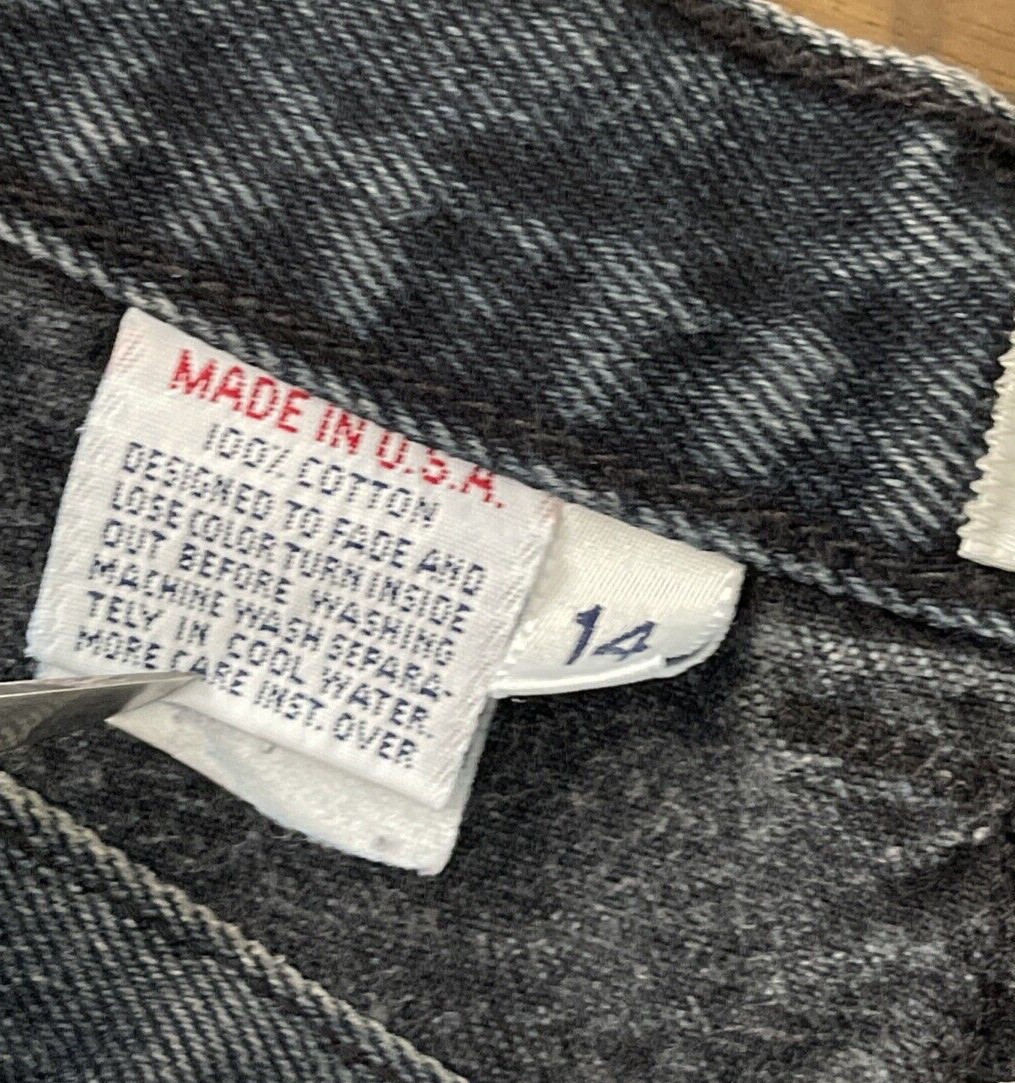 MADE IN U.S.A.
100% COTTON
DESIGNED TO FADE AND
LOSE COLOR TURN INSIDE
OUT BEFORE WASHING
MACHINE WASH SEPARA-
TELY IN COOL WATER.
MORE CARE INST. OVER
14